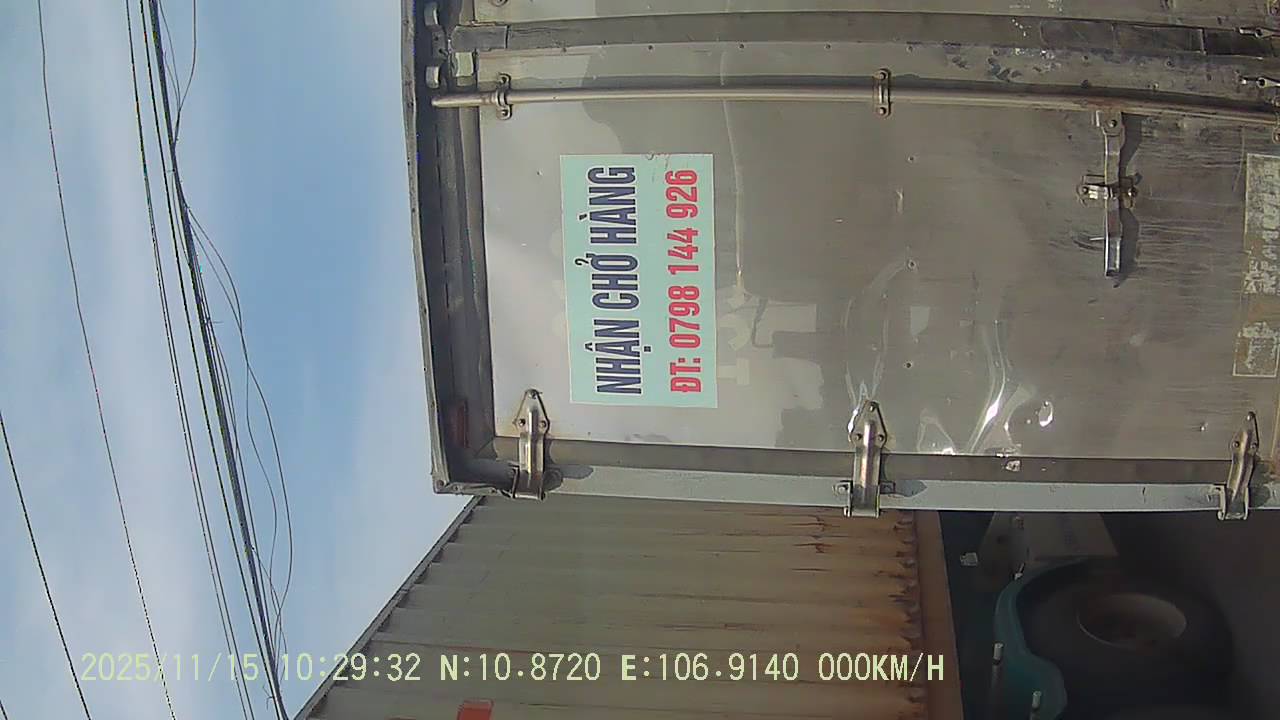 NHẬN CHỞ HÀNG
ĐT: 0798 144 926
2025/11/15 10:29:32 N:10.8720 E:106.9140 000KM/H